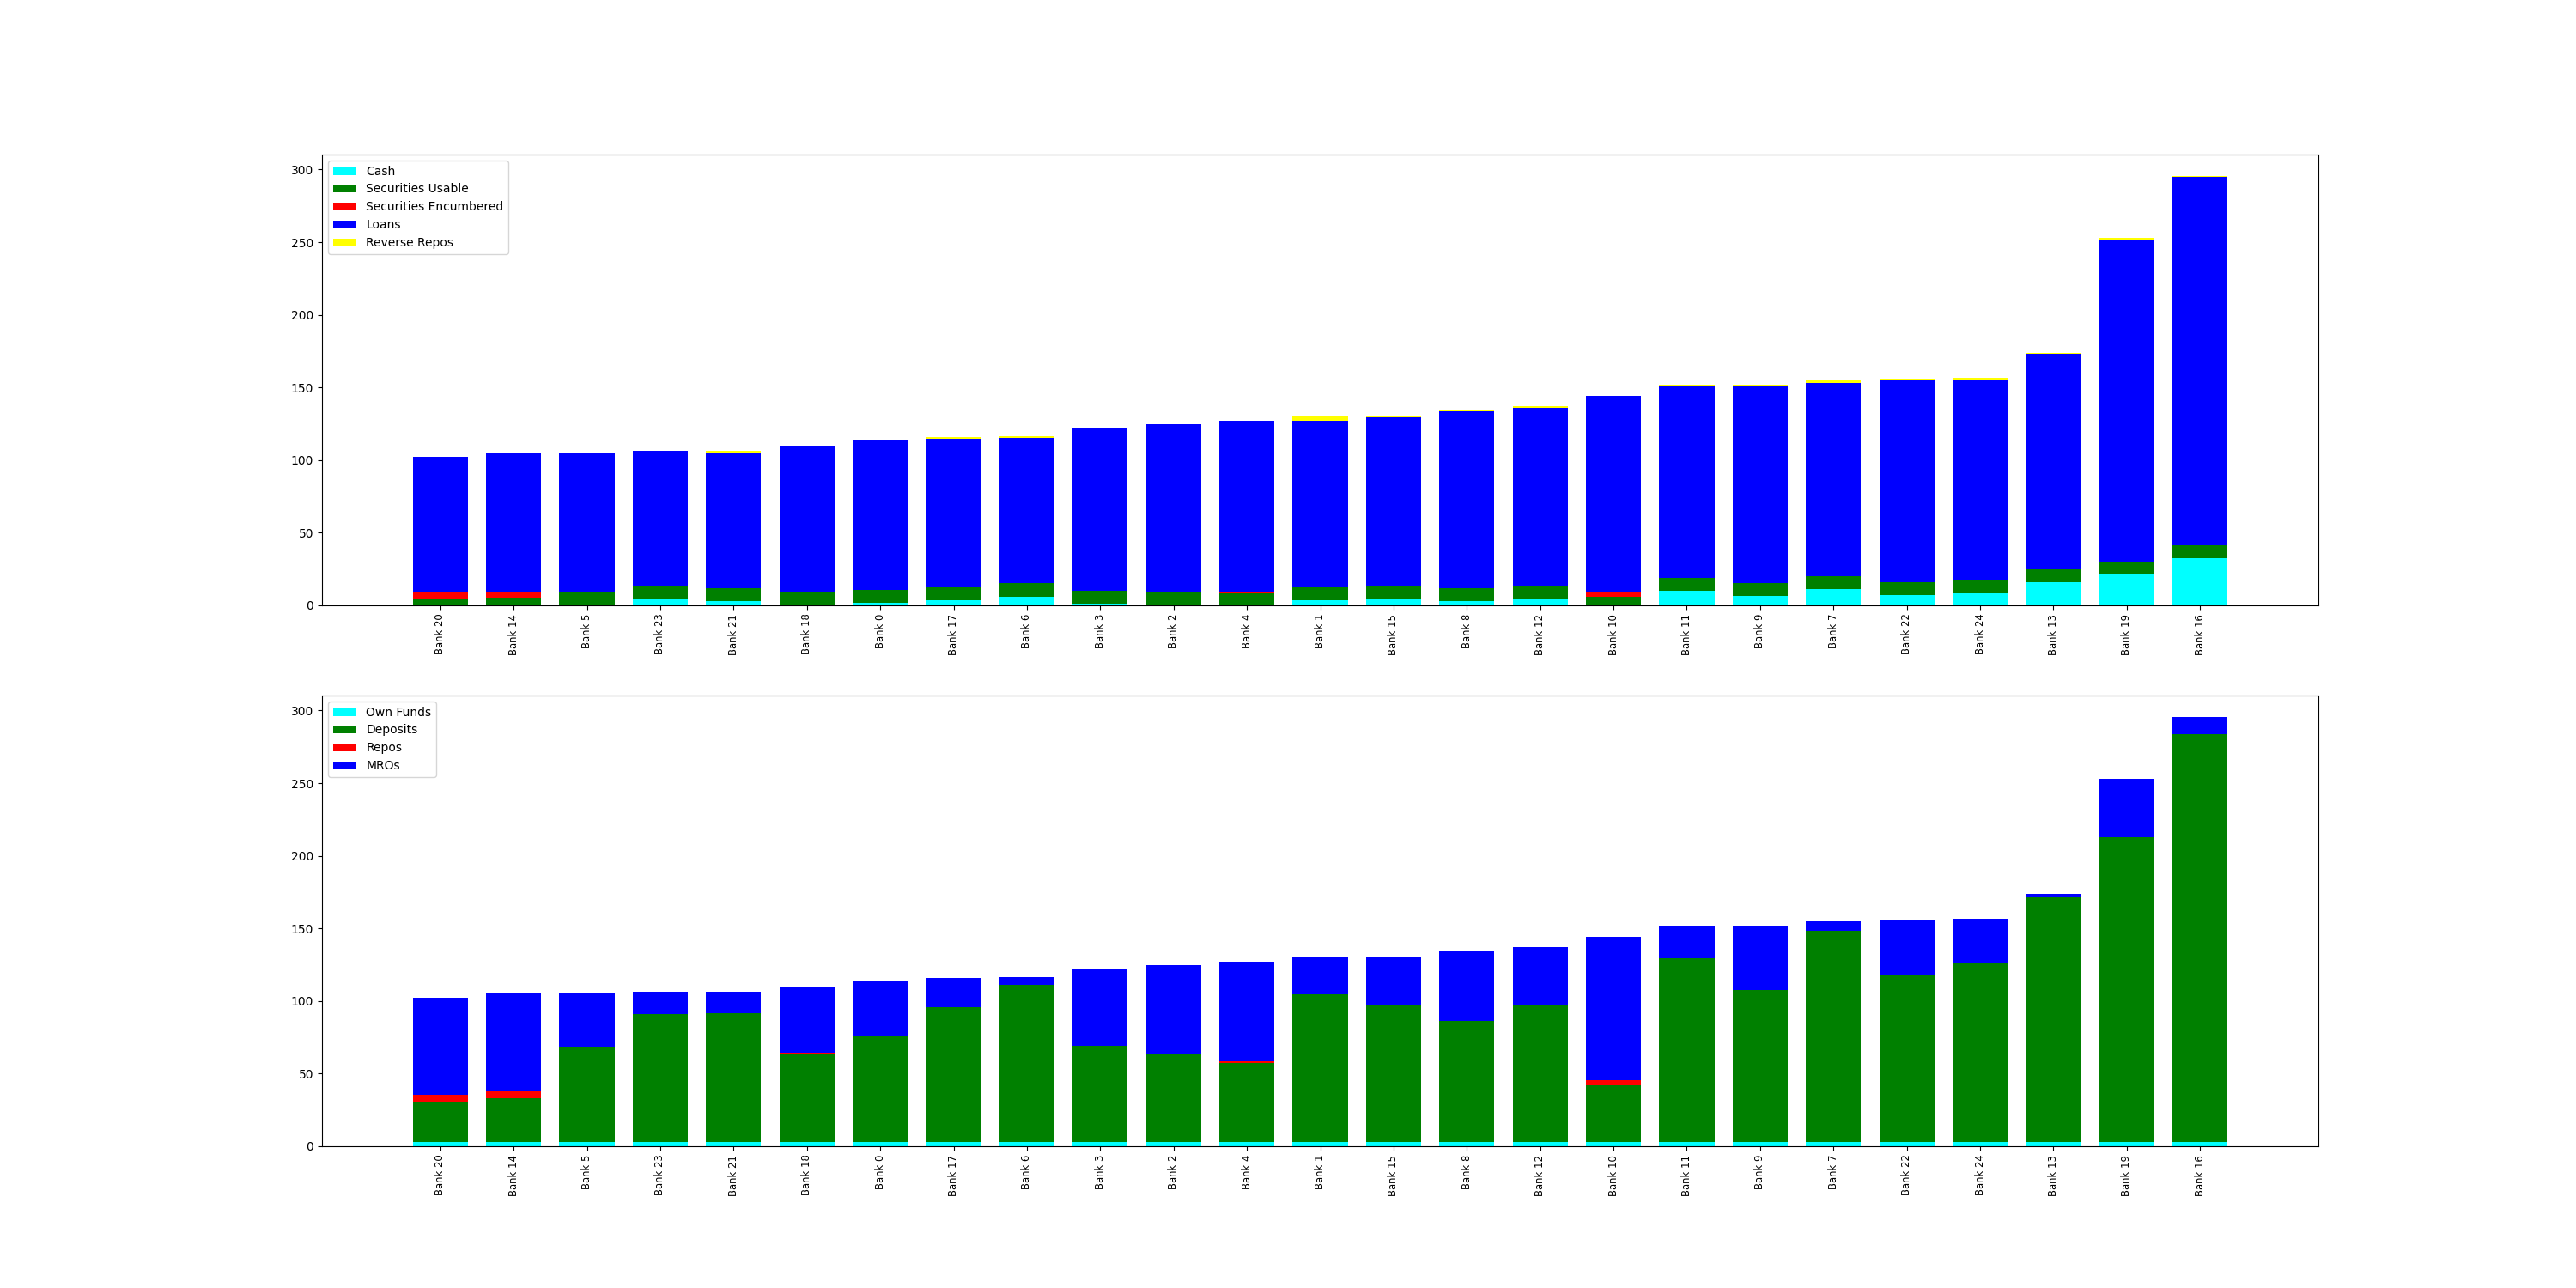 300
250
200
150
100
50
0
Cash
Securities Usable
Securities Encumbered
Loans
Reverse Repos
Bank 20
Bank 14
Bank 5
Bank 23
Bank 21
Bank 18
Bank 0
Bank 17
Bank 6
Bank 3
Bank 2
Bank 4
Bank 1
Bank 15
Bank 8
Bank 12
Bank 10
Bank 11
Bank 9
Bank 7
Bank 22
Bank 24
Bank 13
Bank 19
Bank 16
300
250
200
150
100
50
0
Own Funds
Deposits
Repos
MROs
Bank 20
Bank 14
Bank 5
Bank 23
Bank 21
Bank 18
Bank 0
Bank 17
Bank 6
Bank 3
Bank 2
Bank 4
Bank 1
Bank 15
Bank 8
Bank 12
Bank 10
Bank 11
Bank 9
Bank 7
Bank 22
Bank 24
Bank 13
Bank 19
Bank 16